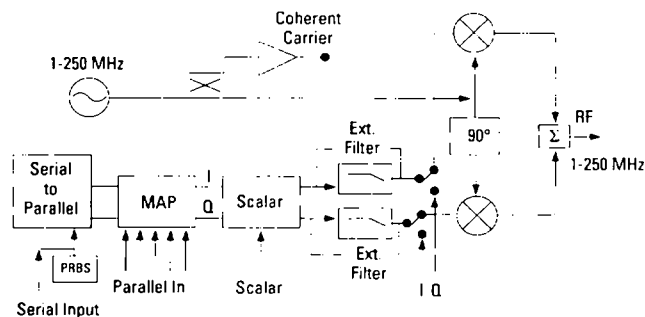 Coherent
Carrier
1-250 MHz
Ext.
Filter
90°
Σ
RF
1-250 MHz
Serial
to
Parallel
MAP
I
Q
Scalar
PRBS
Ext.
Filter
Parallel In
Scalar
I Q
Serial Input